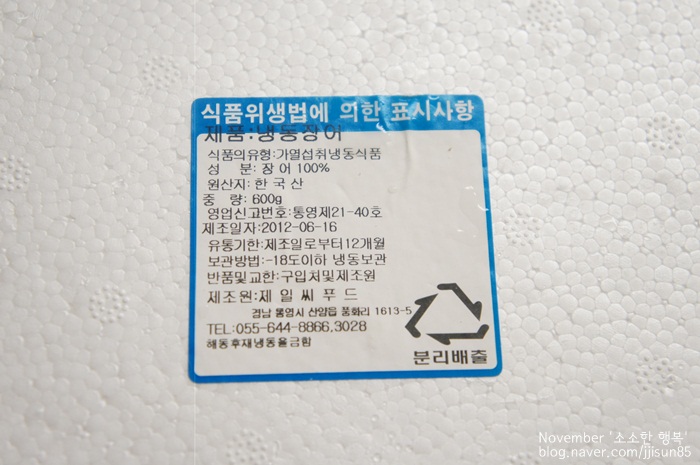 식품위생법에 의한 표시사항
제품:냉동장어
식품의유형:가열섭취냉동식품
성 분:장어 100%
원산지:한국산
중 량:600g
영업신고번호:통영제21-40호
제조일자:2012-06-16
유통기한:제조일로부터12개월
보관방법:-18도이하 냉동보관
반품및교환:구입처및제조원
제조원:제일씨푸드
경남 통영시 산양읍 풍화리 1613-5
TEL:055-644-8866,3028
해동후재냉동을금함
분리배출
November '소소한 행복'
blog.naver.com/jjisun85